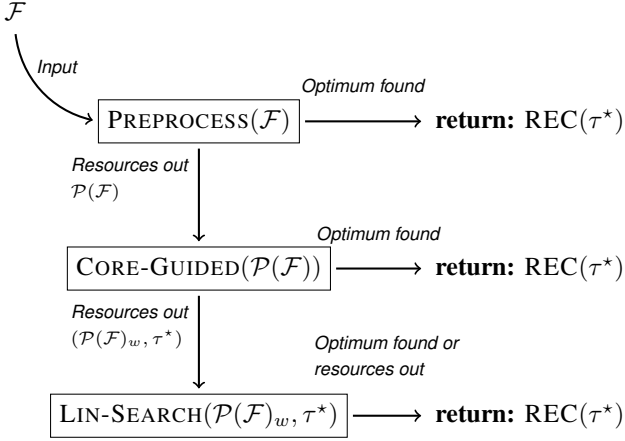 𝓕
Input
Optimum found
PREPROCESS(𝓕)
return: REC(τ⋆)
Resources out
𝒫(𝓕)
Optimum found
CORE-GUIDED(𝒫(𝓕))
return: REC(τ⋆)
Resources out
(𝒫(𝓕)_w, τ⋆)
Optimum found or
resources out
LIN-SEARCH(𝒫(𝓕)_w, τ⋆)
return: REC(τ⋆)